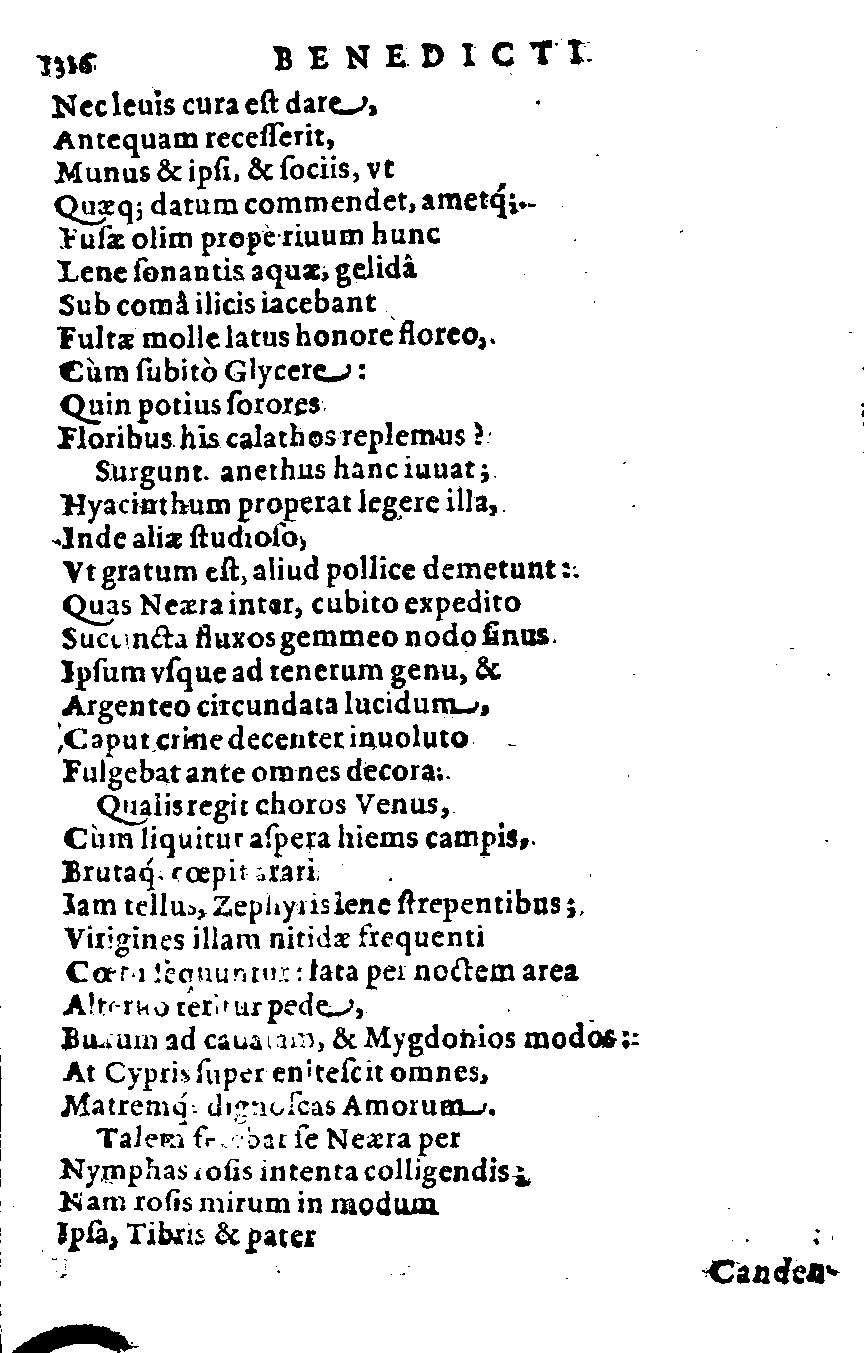 1316 BENEDICTI
Nec leuis cura eſt dare,
Antequam receſſerit,
Munus & ipſi, & ſociis, vt
Quæq; datum commendet, ametq́;
Fuſæ olim properiuum hunc
Lene ſonantis aquæ, gelidâ
Sub comâ ilicis iacebant
Fultæ molle latus honore floreo,
Cùm ſubitò Glycere:
Quin potius ſorores
Floribus his calathos replemus?
Surgunt. anethus hanc iuuat;
Hyacinthum properat legere illa,
Inde aliæ ſtudioſo,
Vt gratum eſt, aliud pollice demetunt:
Quas Neæra inter, cubito expedito
Succincta fluxos gemmeo nodo ſinus.
Ipſum vſque ad tenerum genu, &
Argenteo circundata lucidum,
Caput crine decenter inuoluto
Fulgebat ante omnes decora:
Qualis regit choros Venus,
Cùm liquitur aſpera hiems campis,
Brutaq́; cœpit arari
Iam tellus, Zephyris lene ſtrepentibus;
Virigines illam nitidæ frequenti
Cœtu ſequuntur: lata per noctem area
Alterno teritur pede,
Buxum ad cauatam, & Mygdonios modos:
At Cypris ſuper eniteſcit omnes,
Matremq́; dignoſcas Amorum.
Talem ſe Neæra per
Nymphas roſis intenta colligendis;
Nam roſis mirum in modum
Ipſa, Tibris & pater
Canden-